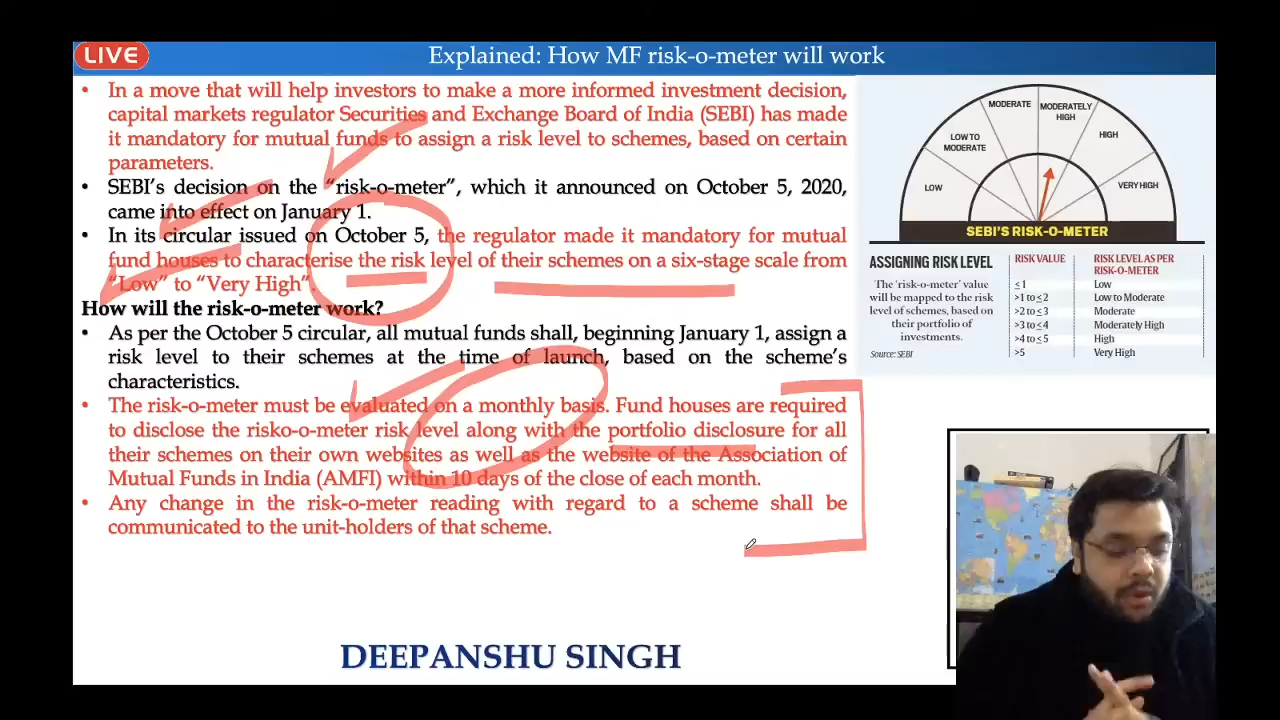 LIVE
Explained: How MF risk-o-meter will work
• In a move that will help investors to make a more informed investment decision,
capital markets regulator Securities and Exchange Board of India (SEBI) has made
it mandatory for mutual funds to assign a risk level to schemes, based on certain
parameters.
• SEBI's decision on the “risk-o-meter”, which it announced on October 5, 2020,
came into effect on January 1.
• In its circular issued on October 5, the regulator made it mandatory for mutual
fund houses to characterise the risk level of their schemes on a six-stage scale from
“Low” to “Very High”.
How will the risk-o-meter work?
• As per the October 5 circular, all mutual funds shall, beginning January 1, assign a
risk level to their schemes at the time of launch, based on the scheme's
characteristics.
• The risk-o-meter must be evaluated on a monthly basis. Fund houses are required
to disclose the risko-o-meter risk level along with the portfolio disclosure for all
their schemes on their own websites as well as the website of the Association of
Mutual Funds in India (AMFI) within 10 days of the close of each month.
• Any change in the risk-o-meter reading with regard to a scheme shall be
communicated to the unit-holders of that scheme.
LOW
LOW TO
MODERATE
MODERATE
MODERATELY
HIGH
HIGH
VERY HIGH
SEBI'S RISK-O-METER
ASSIGNING RISK LEVEL
The 'risk-o-meter' value
will be mapped to the risk
level of schemes, based on
their portfolio of
investments.
Source: SEBI
RISK VALUE RISK LEVEL AS PER
RISK-O-METER
≤ 1 Low
>1 to ≤2 Low to Moderate
>2 to ≤3 Moderate
>3 to ≤4 Moderately High
>4 to ≤ 5 High
>5 Very High
DEEPANSHU SINGH